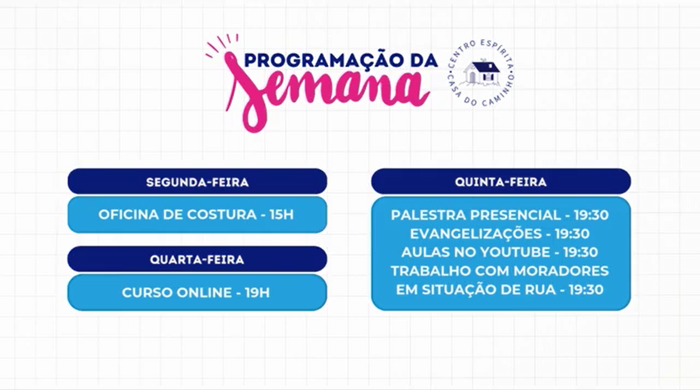 PROGRAMAÇÃO DA
Semana
CENTRO ESPÍRITA
CASA DO CAMINHO
SEGUNDA-FEIRA
OFICINA DE COSTURA - 15H
QUARTA-FEIRA
CURSO ONLINE - 19H
QUINTA-FEIRA
PALESTRA PRESENCIAL - 19:30
EVANGELIZAÇÕES - 19:30
AULAS NO YOUTUBE - 19:30
TRABALHO COM MORADORES
EM SITUAÇÃO DE RUA - 19:30